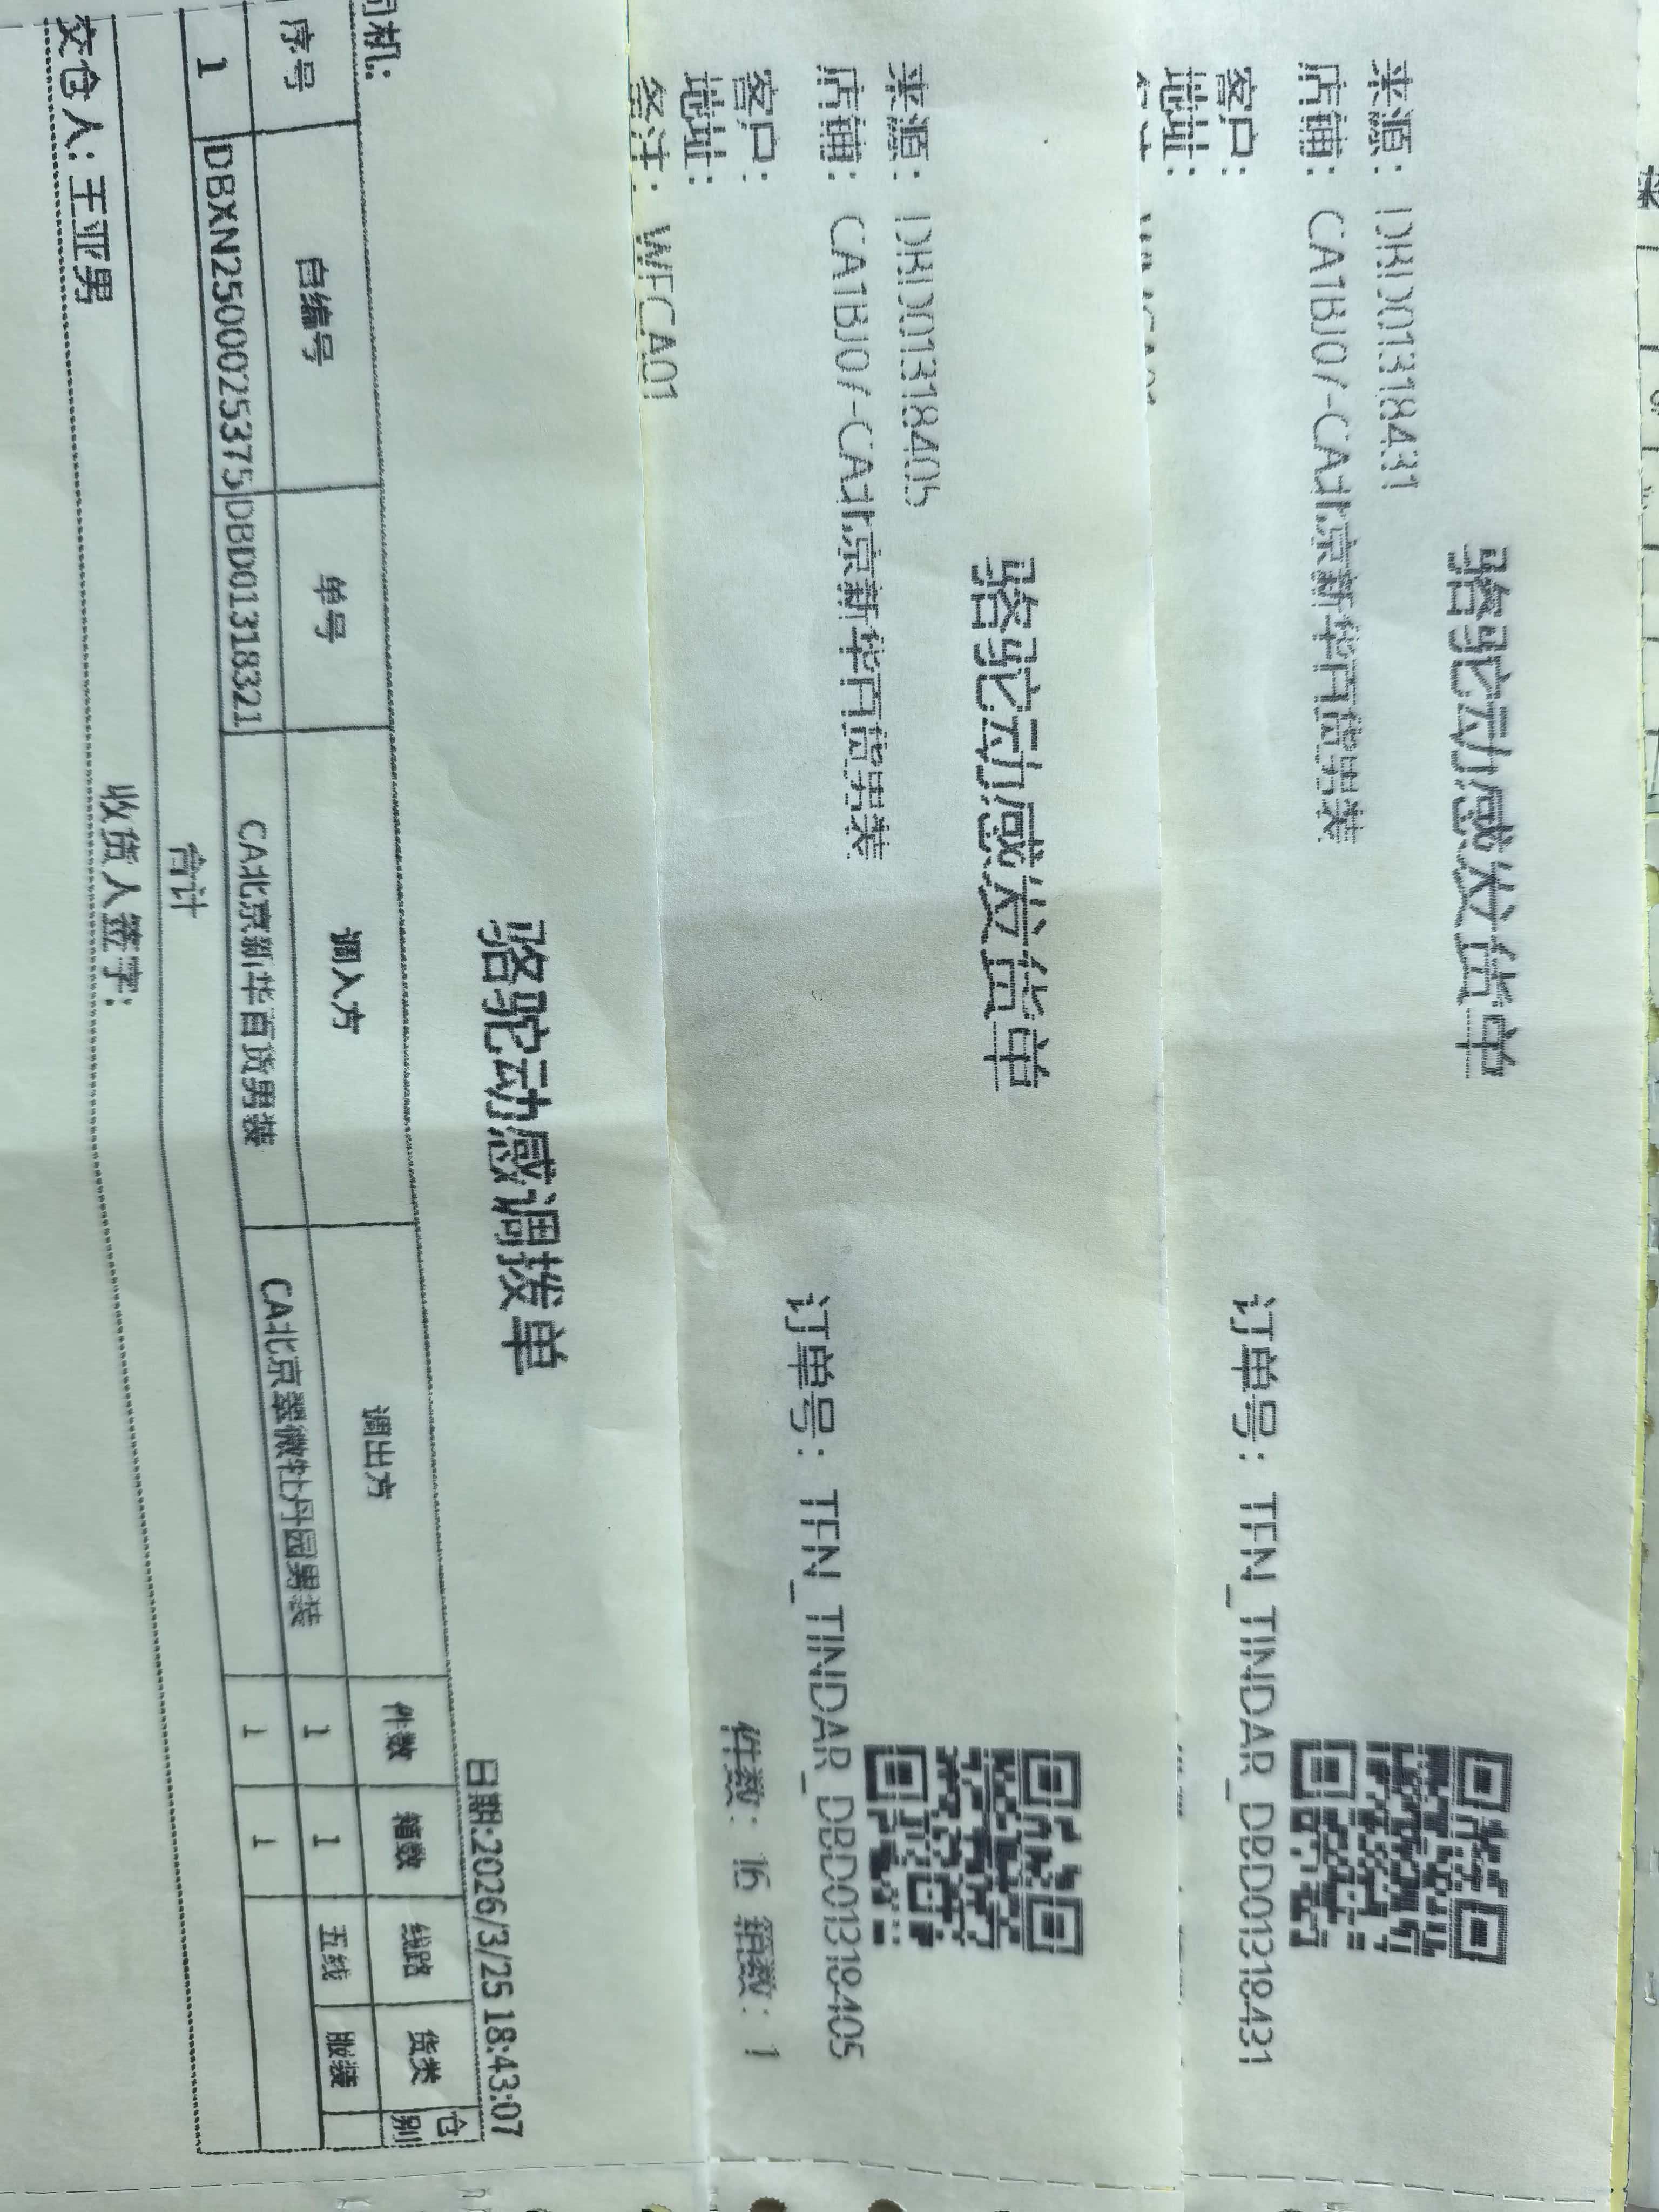 骆驼动感发货单
来源: DBD01318431
店铺: CA1BJ07-CA北京新华百货男装
客户:
地址:
订单号: TFN_TINDAR_DBD01318431
骆驼动感发货单
来源: DBD01318405
店铺: CA1BJ07-CA北京新华百货男装
客户:
订单号: TFN_TINDAR_DBD01318405
地址:
件数: 16 箱数: 1
备注: WFCA01
骆驼动感调拨单
司机:
日期:2026/3/25 18:43:07
序号 自编号 单号 调入方 调出方 件数 箱数 线路 货类 仓别
1 DBXN2500025375 DBD01318321 CA北京新华百货男装 CA北京翠微牡丹园男装 1 1 五线 服装
合计 1 1
交仓人: 王亚男 收货人签字: